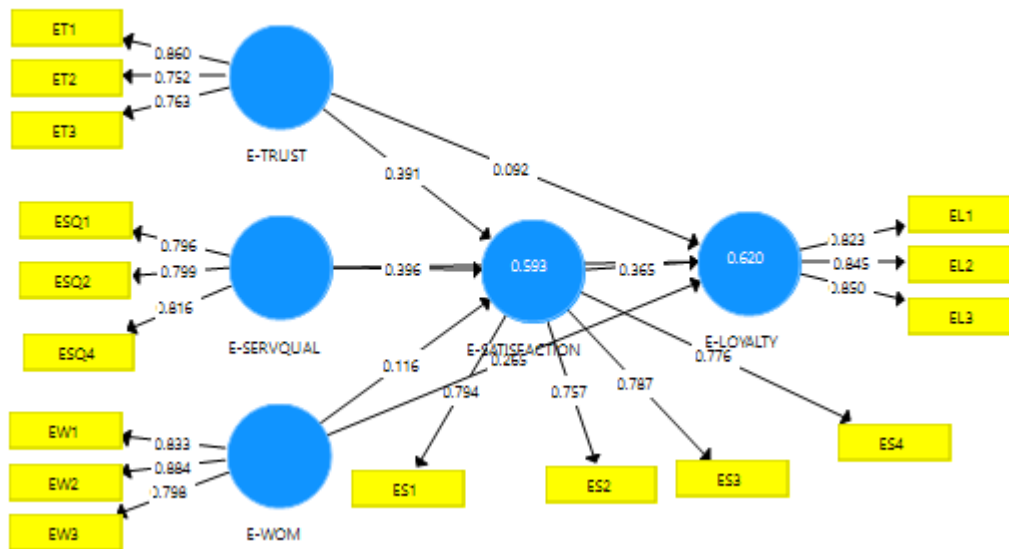 ET1
0.860
ET2
0.752
ET3
0.763
E-TRUST
0.391
0.092
ESQ1
0.796
ESQ2
0.799
ESQ4
0.816
E-SERVQUAL
0.396
0.593
E-SATISFACTION
0.365
0.620
E-LOYALTY
EL1
0.823
EL2
0.845
EL3
0.850
0.116
0.265
EW1
0.833
EW2
0.884
EW3
0.798
E-WOM
0.794
0.757
0.787
0.776
ES1
ES2
ES3
ES4